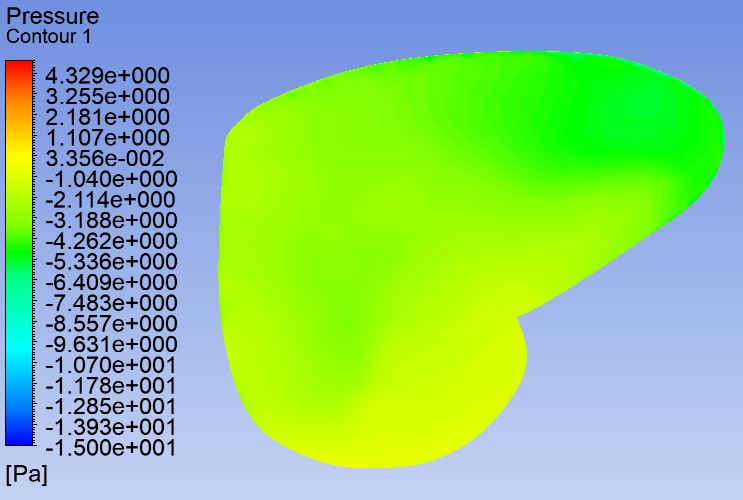 Pressure
Contour 1
4.329e+000
3.255e+000
2.181e+000
1.107e+000
3.356e-002
-1.040e+000
-2.114e+000
-3.188e+000
-4.262e+000
-5.336e+000
-6.409e+000
-7.483e+000
-8.557e+000
-9.631e+000
-1.070e+001
-1.178e+001
-1.285e+001
-1.393e+001
-1.500e+001
[Pa]